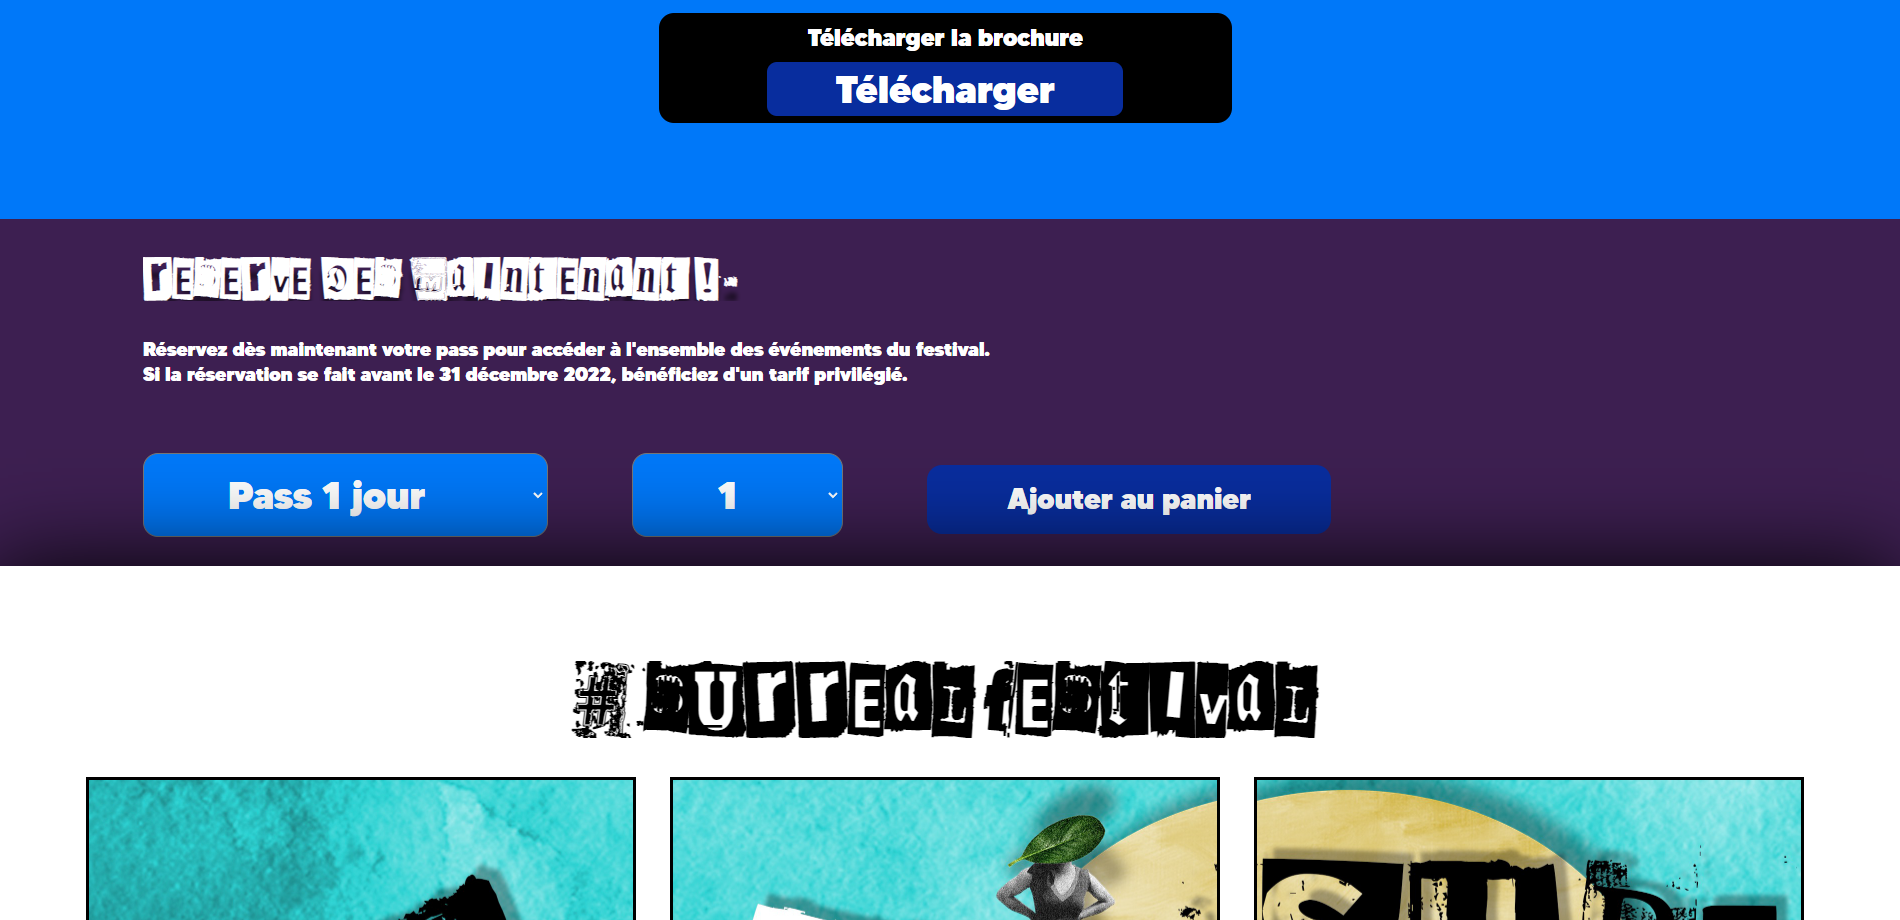 Télécharger la brochure
Télécharger
rESErvE DES MaIntEnant !.
Réservez dès maintenant votre pass pour accéder à l'ensemble des événements du festival.
Si la réservation se fait avant le 31 décembre 2022, bénéficiez d'un tarif privilégié.
Pass 1 jour
1
Ajouter au panier
#SUrrEaL fEStIvaL